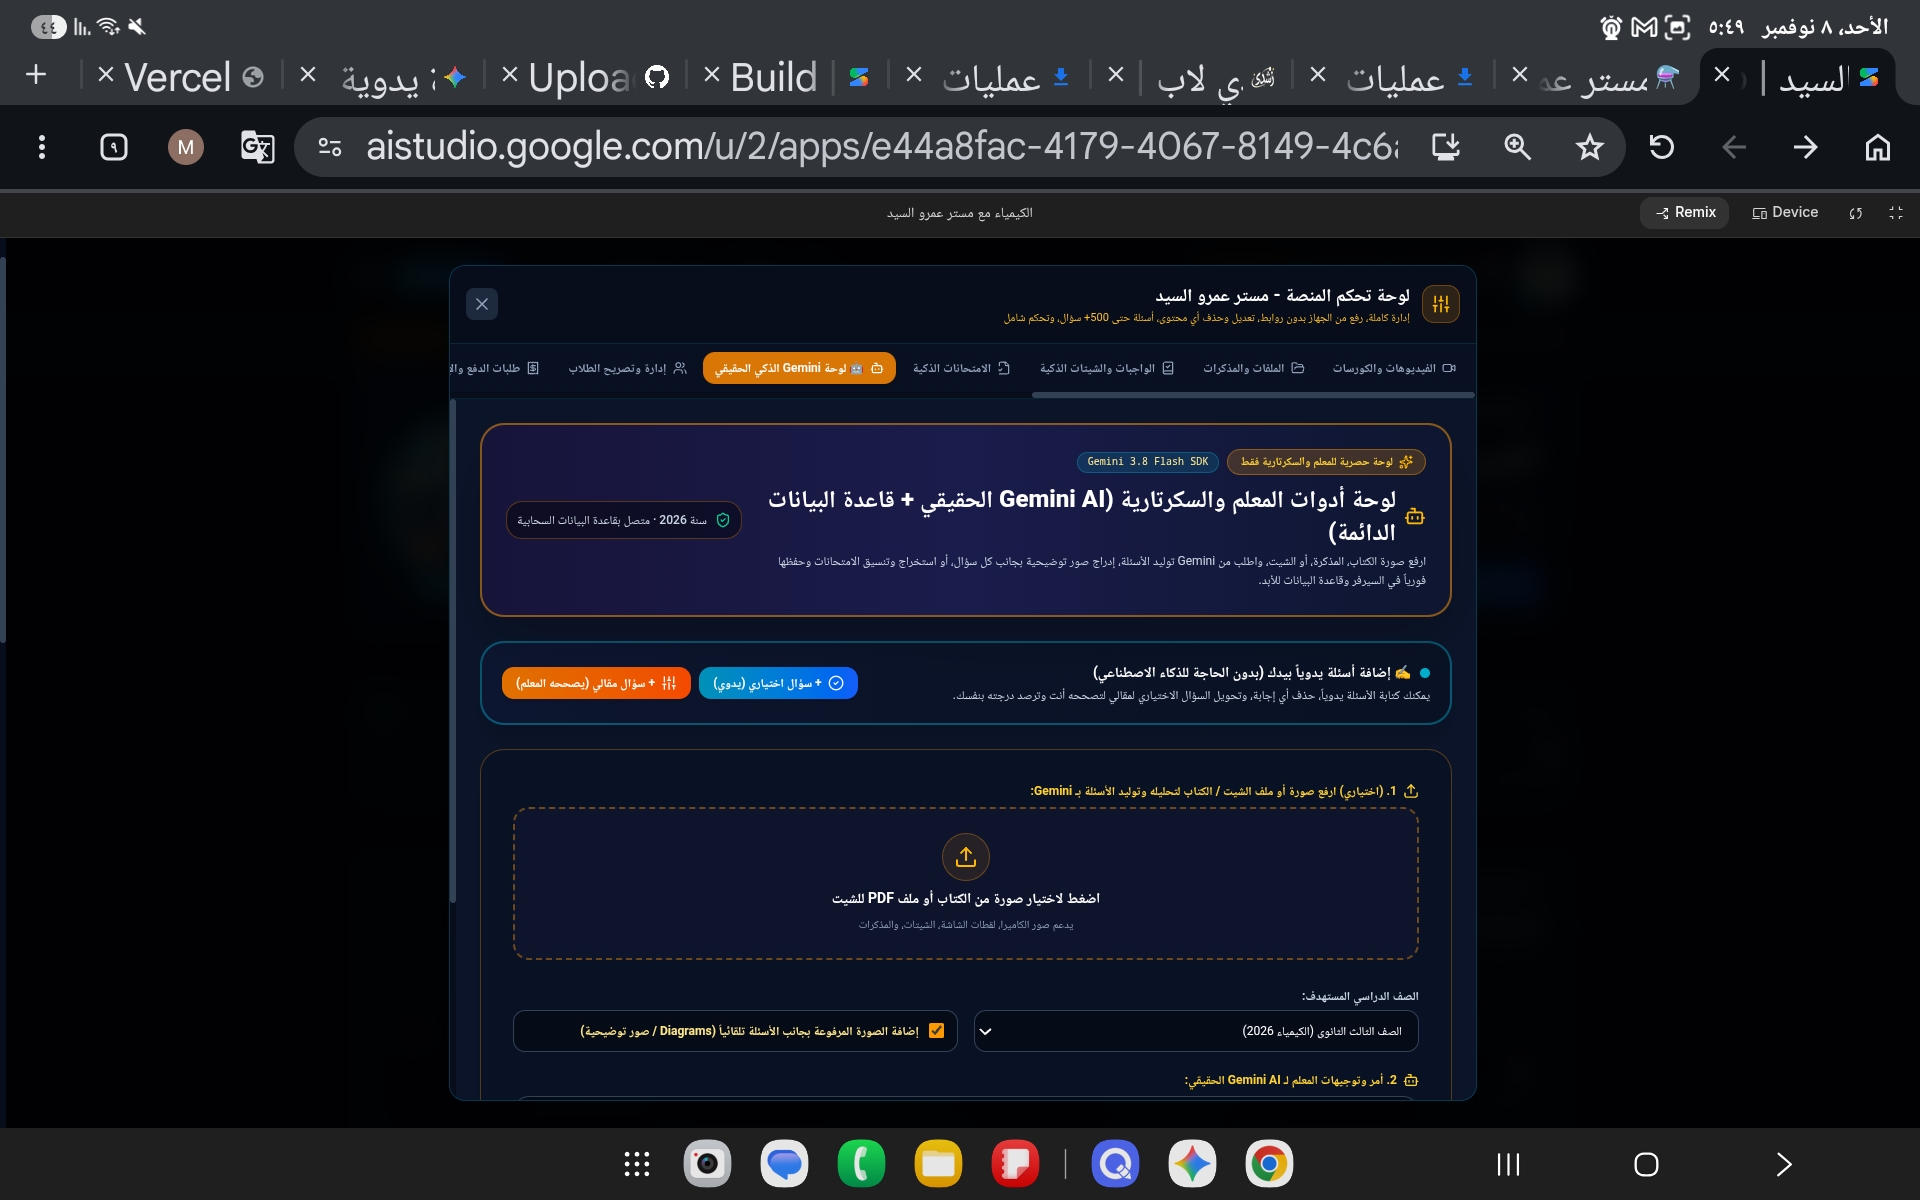 الأحد، ٨ نوفمبر ٥:٤٩
٤٤
السيد
مستر عم
عمليات
ي لاب
عمليات
Build
Uploa
يدوية
Vercel
aistudio.google.com/u/2/apps/e44a8fac-4179-4067-8149-4c6
M
٩
الكيمياء مع مستر عمرو السيد
Remix
Device
لوحة تحكم المنصة - مستر عمرو السيد
إدارة كاملة، رفع من الجهاز بدون روابط، تعديل وحذف أي محتوى، أسئلة حتى 500+ سؤال، وتحكم شامل
الفيديوهات والكورسات
الملفات والمذكرات
الواجبات والشيتات الذكية
الامتحانات الذكية
🤖 لوحة Gemini الذكي الحقيقي
إدارة وتصريح الطلاب
طلبات الدفع وال
لوحة حصرية للمعلم والسكرتارية فقط
Gemini 3.8 Flash SDK
لوحة أدوات المعلم والسكرتارية (Gemini AI الحقيقي + قاعدة البيانات
الدائمة)
ارفع صورة الكتاب، المذكرة، أو الشيت، واطلب من Gemini توليد الأسئلة، إدراج صور توضيحية بجانب كل سؤال، أو استخراج وتنسيق الامتحانات وحفظها
فورياً في السيرفر وقاعدة البيانات للأبد.
سنة 2026 · متصل بقاعدة البيانات السحابية
✍️ إضافة أسئلة يدوياً بيدك (بدون الحاجة للذكاء الاصطناعي)
يمكنك كتابة الأسئلة يدوياً، حذف أي إجابة، وتحويل السؤال الاختياري لمقالي لتصححه أنت وترصد درجته بنفسك.
+ سؤال اختياري (يدوي)
+ سؤال مقالي (يصححه المعلم)
1. (اختياري) ارفع صورة أو ملف الشيت / الكتاب لتحليله وتوليد الأسئلة بـ Gemini:
اضغط لاختيار صورة من الكتاب أو ملف PDF للشيت
يدعم صور الكاميرا، لقطات الشاشة، الشيتات، والمذكرات
الصف الدراسي المستهدف:
الصف الثالث الثانوي (الكيمياء 2026)
إضافة الصورة المرفوعة بجانب الأسئلة تلقائياً (Diagrams / صور توضيحية)
2. أمر وتوجيهات المعلم لـ Gemini AI الحقيقي: